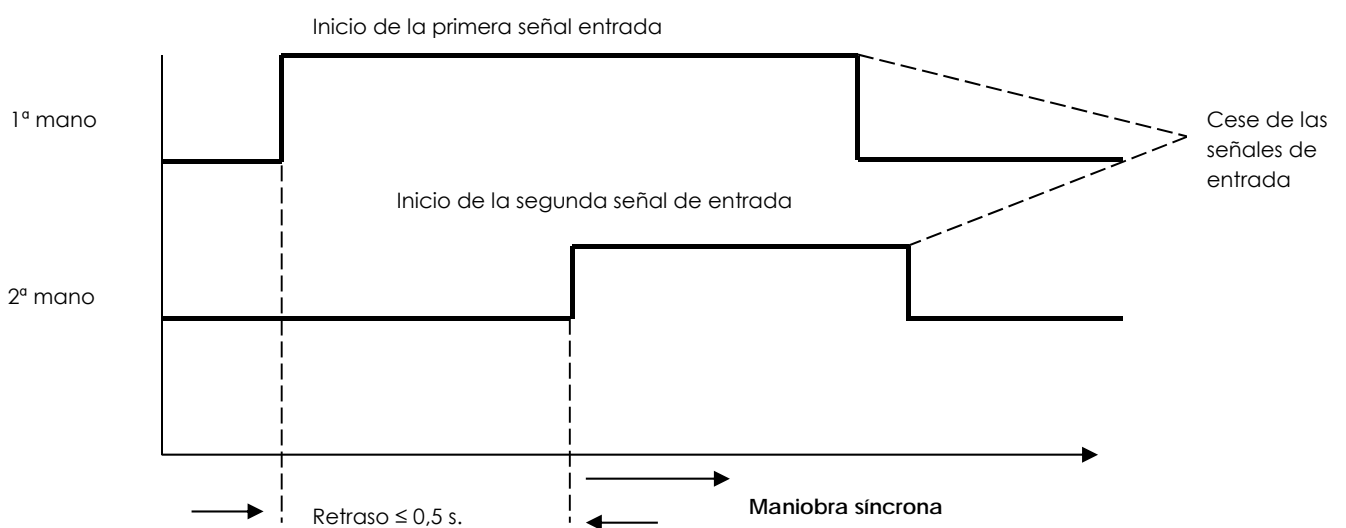 Inicio de la primera señal entrada
1ª mano
Cese de las
señales de
entrada
Inicio de la segunda señal de entrada
2ª mano
Maniobra síncrona
Retraso ≤ 0,5 s.